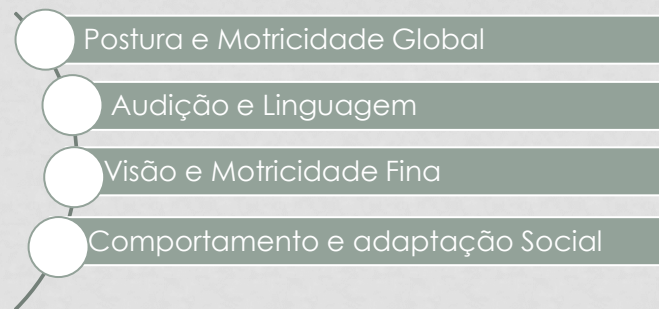 Postura e Motricidade Global
Audição e Linguagem
Visão e Motricidade Fina
Comportamento e adaptação Social